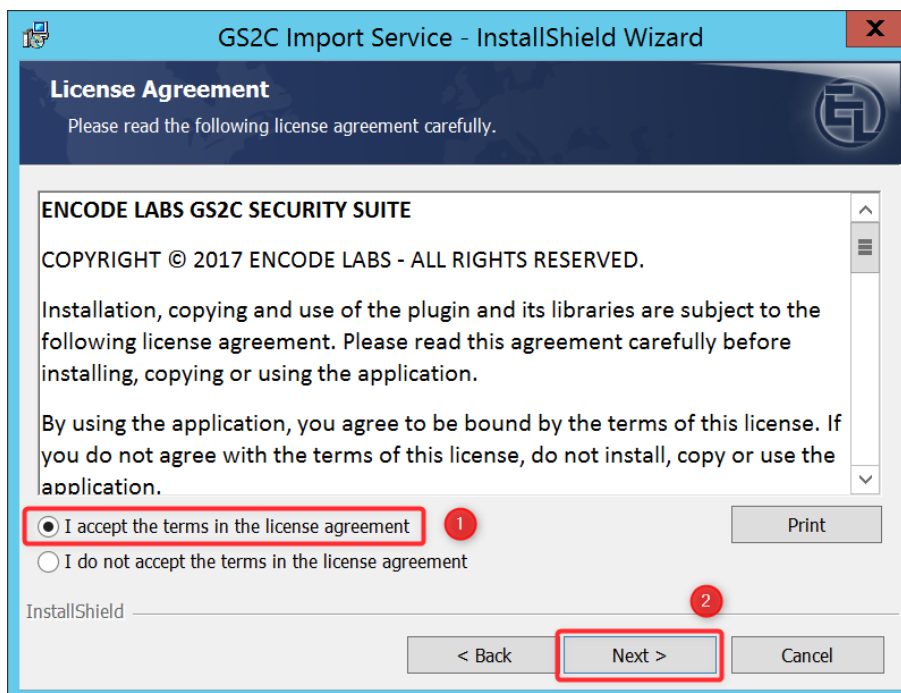 GS2C Import Service - InstallShield Wizard
X
License Agreement
Please read the following license agreement carefully.
EL
ENCODE LABS GS2C SECURITY SUITE
COPYRIGHT © 2017 ENCODE LABS - ALL RIGHTS RESERVED.
Installation, copying and use of the plugin and its libraries are subject to the
following license agreement. Please read this agreement carefully before
installing, copying or using the application.
By using the application, you agree to be bound by the terms of this license. If
you do not agree with the terms of this license, do not install, copy or use the
application.
I accept the terms in the license agreement
1
Print
I do not accept the terms in the license agreement
InstallShield
2
< Back
Next >
Cancel